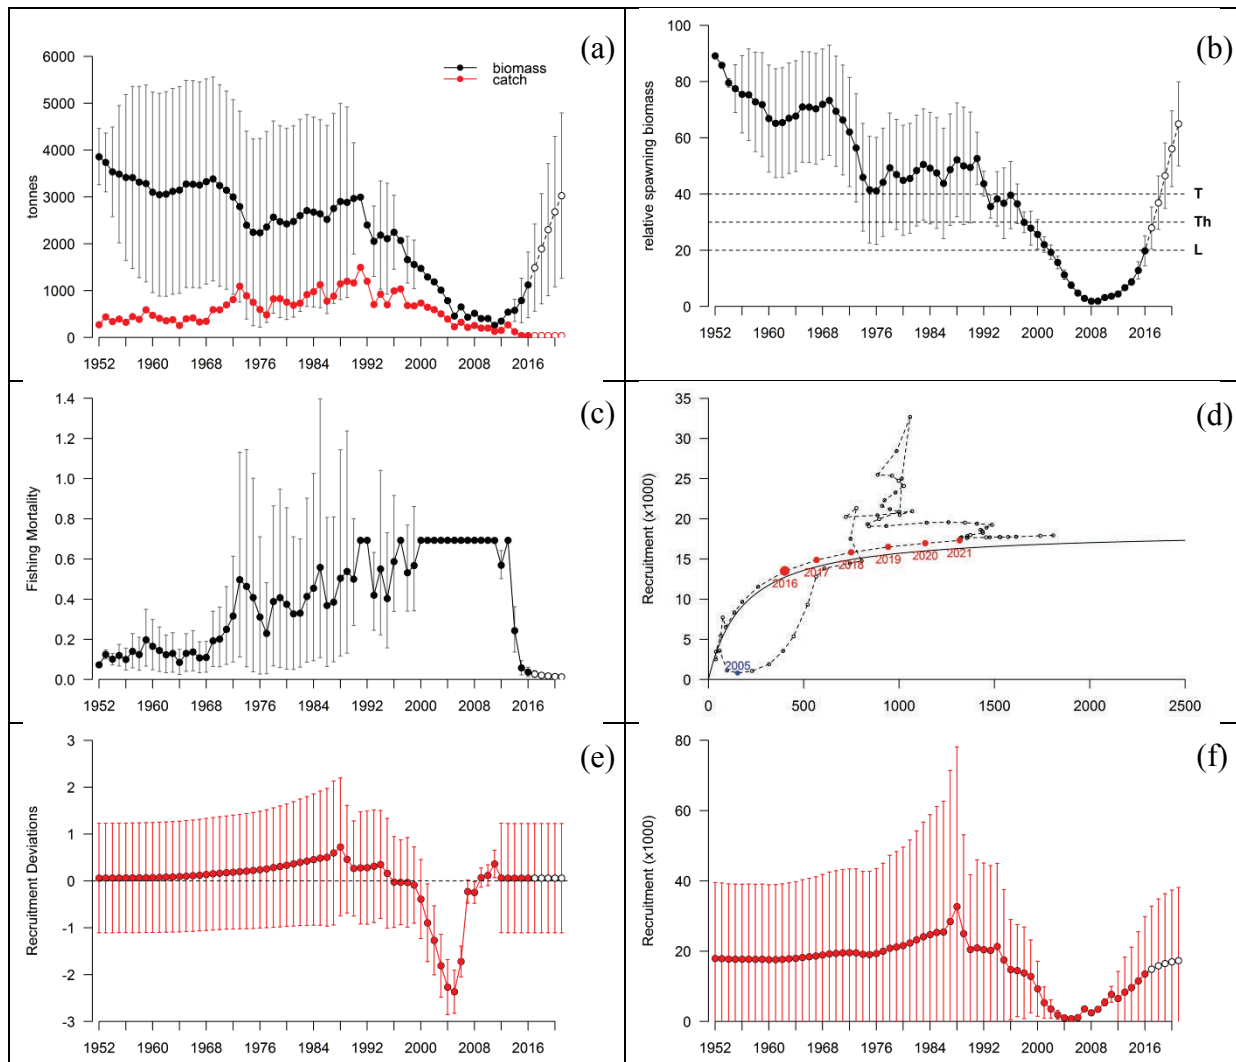 (a)
biomass
catch
6000
5000
4000
3000
2000
1000
0
tonnes
1952 1960 1968 1976 1984 1992 2000 2008 2016
(b)
100
80
60
40
20
0
relative spawning biomass
T
Th
L
1952 1960 1968 1976 1984 1992 2000 2008 2016
(c)
1.4
1.2
1.0
0.8
0.6
0.4
0.2
0.0
Fishing Mortality
1952 1960 1968 1976 1984 1992 2000 2008 2016
(d)
35
30
25
20
15
10
5
0
Recruitment (x1000)
2016 2017 2018 2019 2020 2021
2005
0 500 1000 1500 2000 2500
(e)
3
2
1
0
-1
-2
-3
Recruitment Deviations
1952 1960 1968 1976 1984 1992 2000 2008 2016
(f)
80
60
40
20
0
Recruitment (x1000)
1952 1960 1968 1976 1984 1992 2000 2008 2016